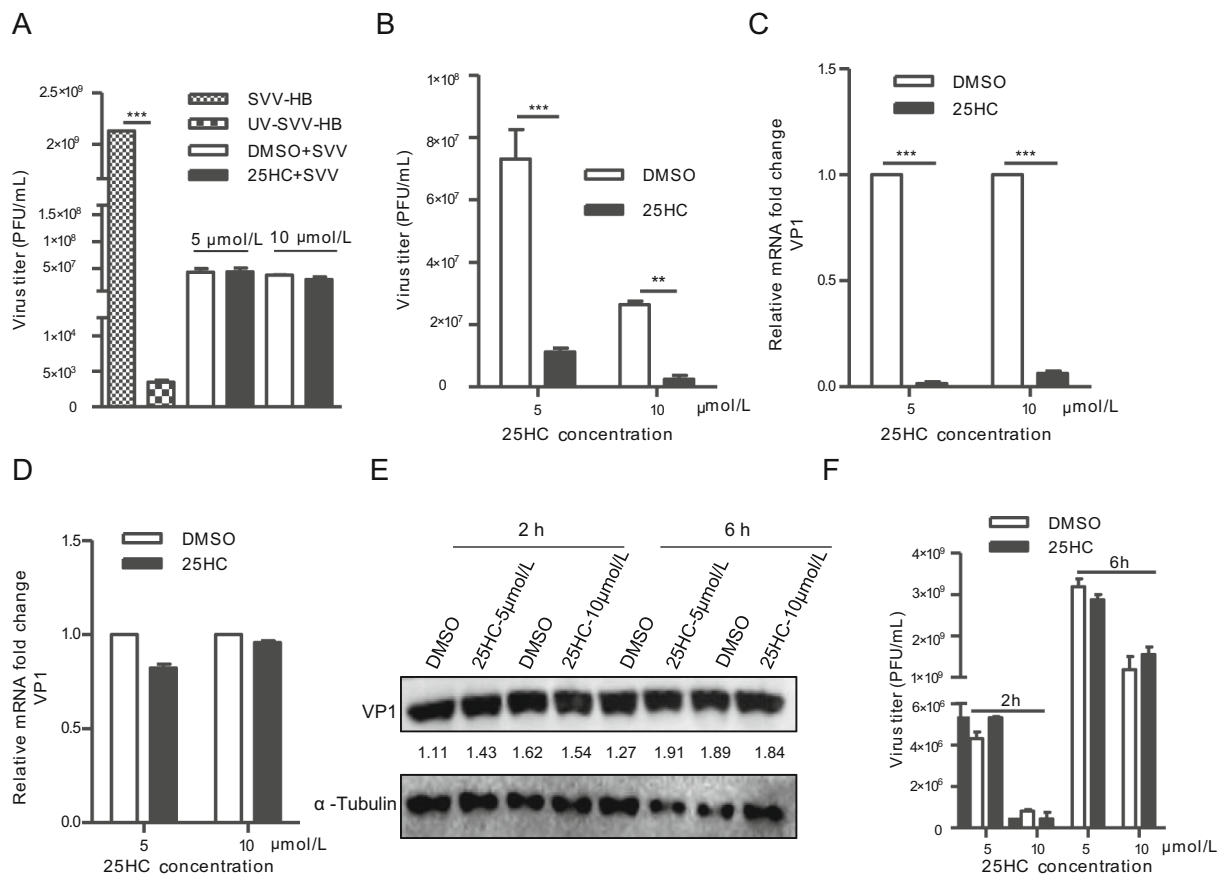 A
Virus titer (PFU/mL)
2.5×10⁹
2×10⁹
1.5×10⁸
1×10⁸
5×10⁷
1×10⁴
5×10³
0
***
SVV-HB
UV-SVV-HB
DMSO+SVV
25HC+SVV
5 μmol/L
10 μmol/L
B
Virus titer (PFU/mL)
1×10⁸
8×10⁷
6×10⁷
4×10⁷
2×10⁷
0
***
**
DMSO
25HC
5
10
μmol/L
25HC concentration
C
Relative mRNA fold change
VP1
1.5
1.0
0.5
0.0
DMSO
25HC
***
***
5
10
μmol/L
25HC concentration
D
Relative mRNA fold change
VP1
1.5
1.0
0.5
0.0
DMSO
25HC
5
10
μmol/L
25HC concentration
E
2 h
6 h
DMSO
25HC-5μmol/L
DMSO
25HC-10μmol/L
DMSO
25HC-5μmol/L
DMSO
25HC-10μmol/L
VP1
1.11 1.43 1.62 1.54 1.27 1.91 1.89 1.84
α -Tubulin
F
DMSO
25HC
Virus titer (PFU/mL)
4×10⁹
3×10⁹
2×10⁹
1×10⁹
6×10⁶
4×10⁶
2×10⁶
0
6h
2h
5
10
5
10
μmol/L
25HC concentration